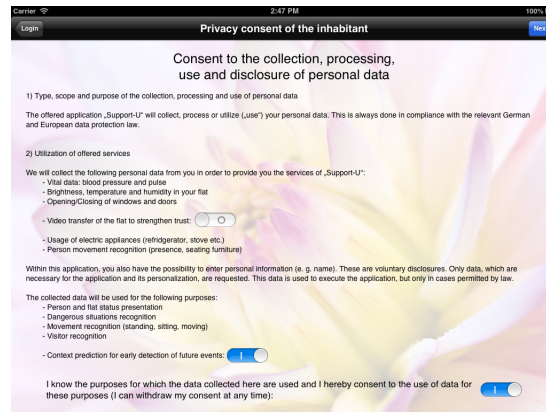 Carrier 2:47 PM 100%
Login Privacy consent of the inhabitant Nex
Consent to the collection, processing,
use and disclosure of personal data
1) Type, scope and purpose of the collection, processing and use of personal data
The offered application „Support-U“ will collect, process or utilize („use“) your personal data. This is always done in compliance with the relevant German
and European data protection law.
2) Utilization of offered services
We will collect the following personal data from you in order to provide you the services of „Support-U“:
- Vital data: blood pressure and pulse
- Brightness, temperature and humidity in your flat
- Opening/Closing of windows and doors
- Video transfer of the flat to strengthen trust:
- Usage of electric appliances (refridgerator, stove etc.)
- Person movement recognition (presence, seating furniture)
Within this application, you also have the possibility to enter personal information (e. g. name). These are voluntary disclosures. Only data, which are
necessary for the application and its personalization, are requested. This data is used to execute the application, but only in cases permitted by law.
The collected data will be used for the following purposes:
- Person and flat status presentation
- Dangerous situations recognition
- Movement recognition (standing, sitting, moving)
- Visitor recognition
- Context prediction for early detection of future events:
I know the purposes for which the data collected here are used and I hereby consent to the use of data for
these purposes (I can withdraw my consent at any time):